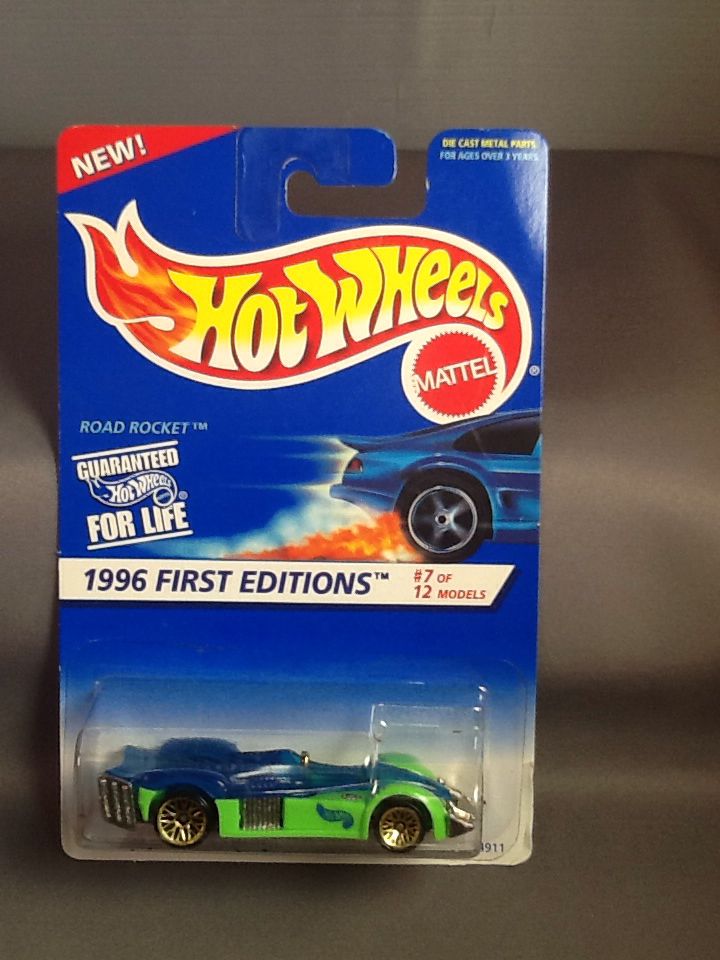 NEW!
DIE CAST METAL PARTS
FOR AGES OVER 3 YEARS
HOT WHEELS
MATTEL
®
ROAD ROCKET™
GUARANTEED
HOT WHEELS ®
FOR LIFE
1996 FIRST EDITIONS™
#7 OF
12 MODELS
4911